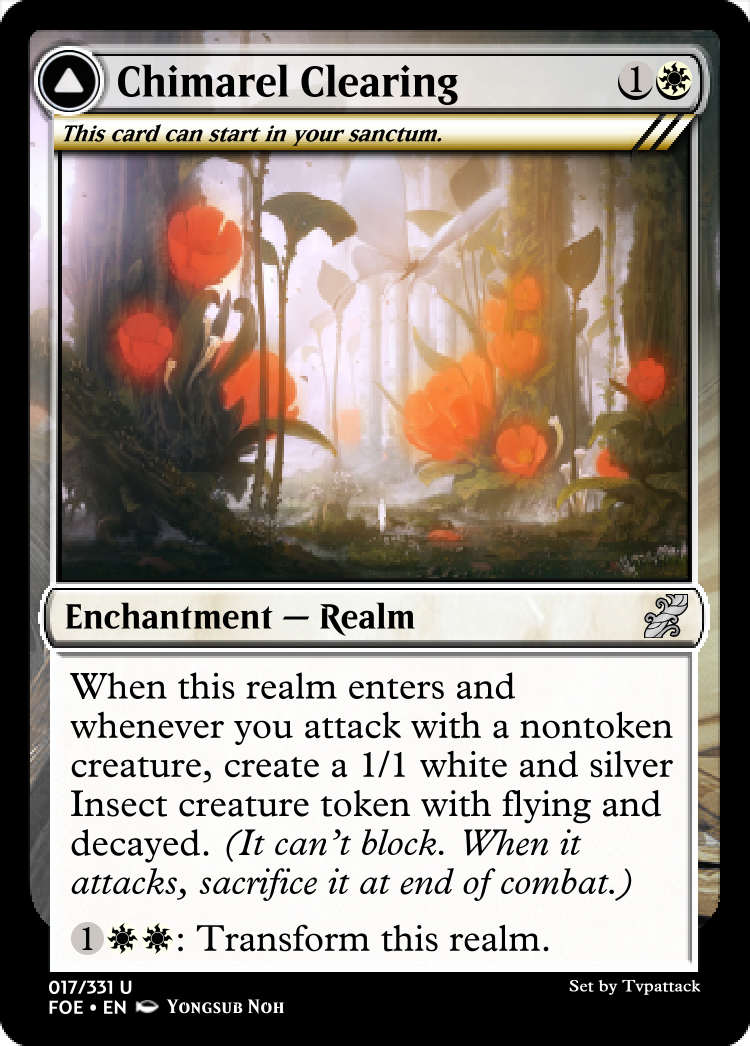 Chimarel Clearing 1
This card can start in your sanctum.
Enchantment — Realm
When this realm enters and
whenever you attack with a nontoken
creature, create a 1/1 white and silver
Insect creature token with flying and
decayed. (It can't block. When it
attacks, sacrifice it at end of combat.)
1: Transform this realm.
017/331 U
Set by Tvpattack
FOE • EN Yongsub Noh